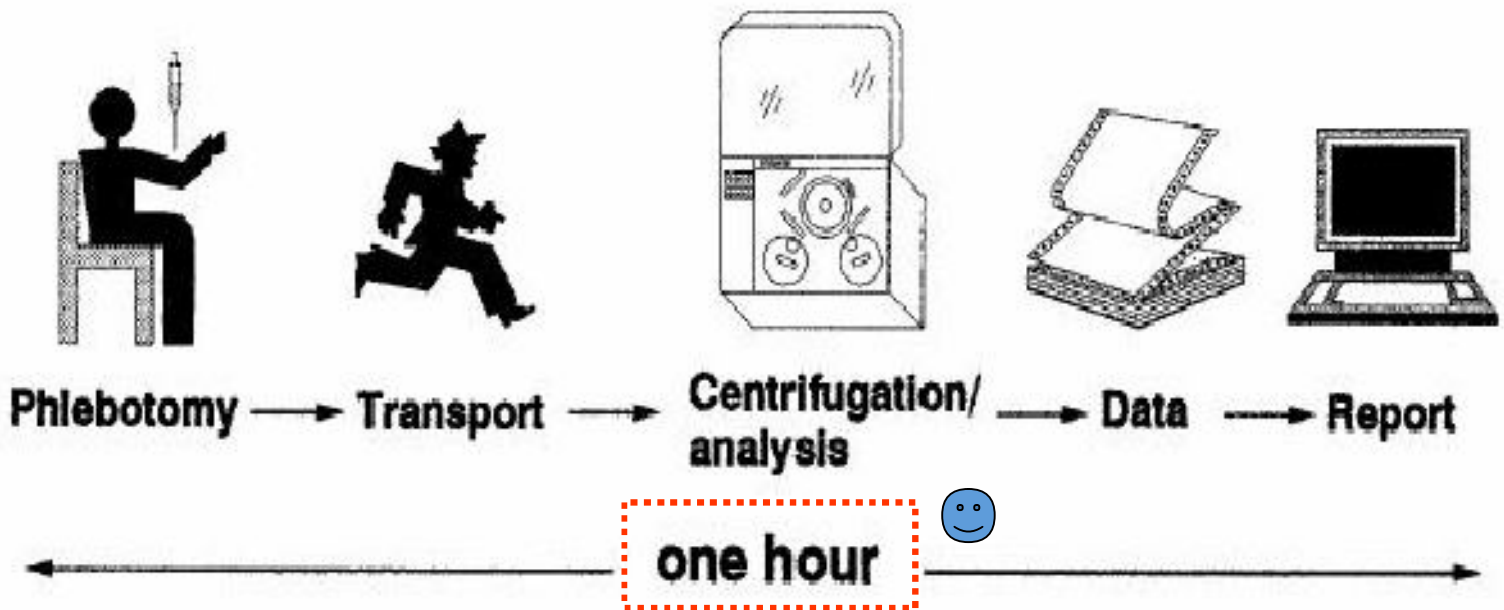 Phlebotomy → Transport → Centrifugation/ → Data → Report
analysis
one hour